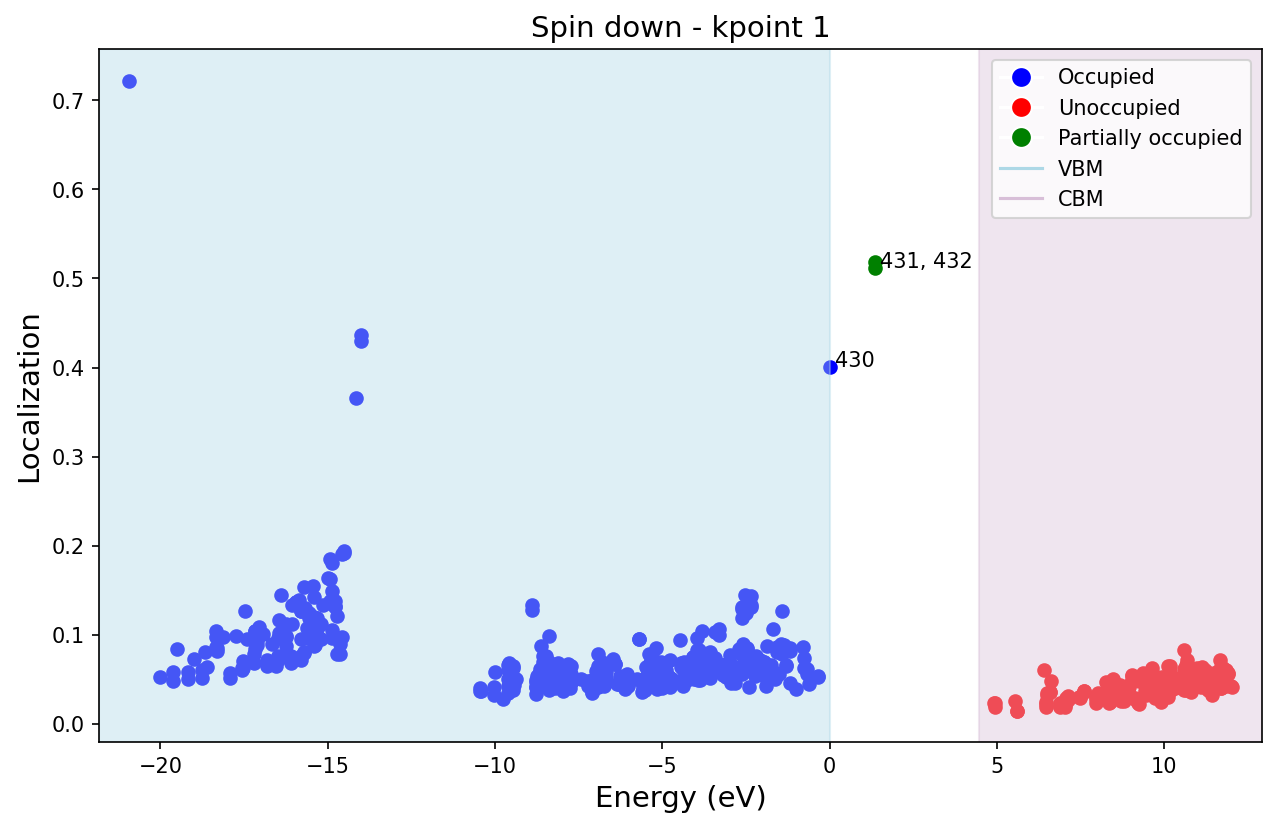 Spin down - kpoint 1
Localization
0.7
0.6
0.5
0.4
0.3
0.2
0.1
0.0
431, 432
430
Occupied
Unoccupied
Partially occupied
VBM
CBM
−20
−15
−10
−5
0
5
10
Energy (eV)